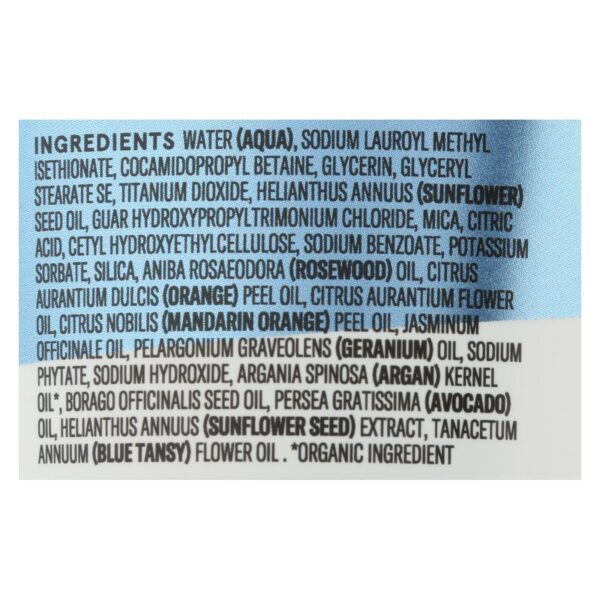 INGREDIENTS WATER (AQUA), SODIUM LAUROYL METHYL
ISETHIONATE, COCAMIDOPROPYL BETAINE, GLYCERIN, GLYCERYL
STEARATE SE, TITANIUM DIOXIDE, HELIANTHUS ANNUUS (SUNFLOWER)
SEED OIL, GUAR HYDROXYPROPYLTRIMONIUM CHLORIDE, MICA, CITRIC
ACID, CETYL HYDROXYETHYLCELLULOSE, SODIUM BENZOATE, POTASSIUM
SORBATE, SILICA, ANIBA ROSAEODORA (ROSEWOOD) OIL, CITRUS
AURANTIUM DULCIS (ORANGE) PEEL OIL, CITRUS AURANTIUM FLOWER
OIL, CITRUS NOBILIS (MANDARIN ORANGE) PEEL OIL, JASMINUM
OFFICINALE OIL, PELARGONIUM GRAVEOLENS (GERANIUM) OIL, SODIUM
PHYTATE, SODIUM HYDROXIDE, ARGANIA SPINOSA (ARGAN) KERNEL
OIL*, BORAGO OFFICINALIS SEED OIL, PERSEA GRATISSIMA (AVOCADO)
OIL, HELIANTHUS ANNUUS (SUNFLOWER SEED) EXTRACT, TANACETUM
ANNUUM (BLUE TANSY) FLOWER OIL . *ORGANIC INGREDIENT